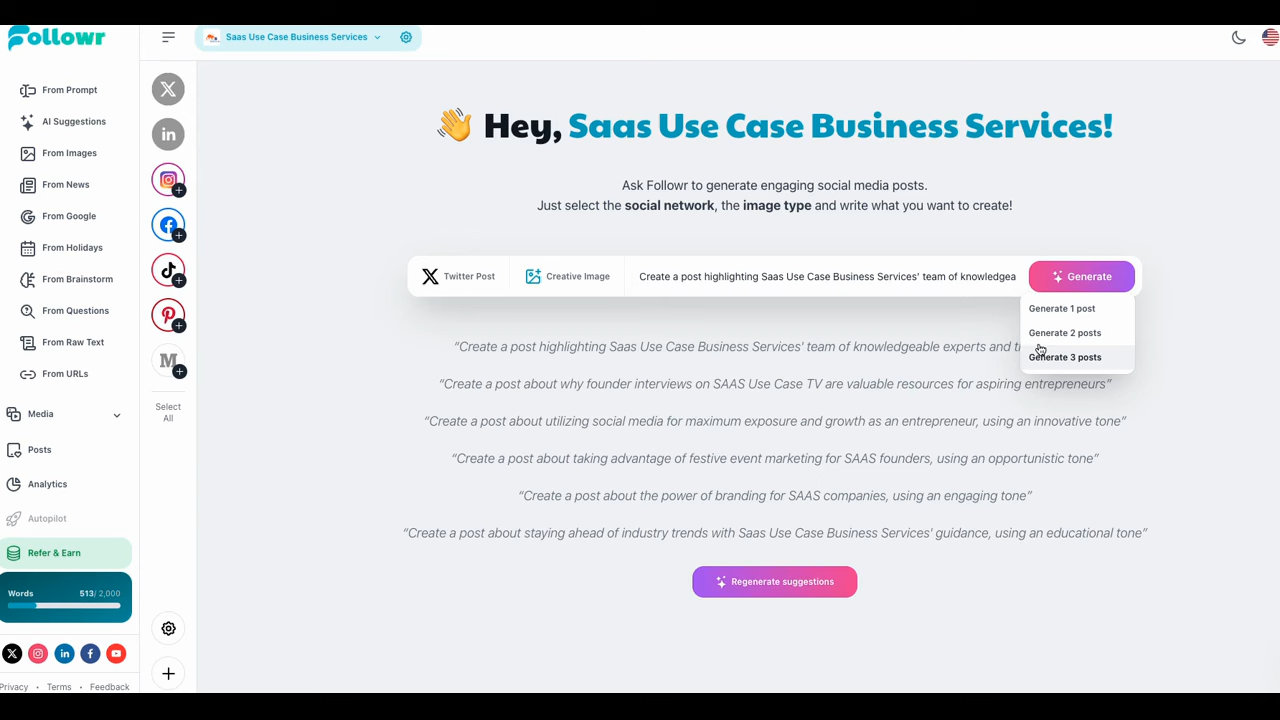 Followr
Saas Use Case Business Services
From Prompt
AI Suggestions
From Images
From News
From Google
From Holidays
From Brainstorm
From Questions
From Raw Text
From URLs
Media
Posts
Analytics
Autopilot
Refer & Earn
Words 513/ 2,000
Privacy · Terms · Feedback
Select
All
👋 Hey, Saas Use Case Business Services!
Ask Followr to generate engaging social media posts.
Just select the social network, the image type and write what you want to create!
Twitter Post
Creative Image
Create a post highlighting Saas Use Case Business Services' team of knowledgea
Generate
Generate 1 post
Generate 2 posts
Generate 3 posts
“Create a post highlighting Saas Use Case Business Services' team of knowledgeable experts and
“Create a post about why founder interviews on SAAS Use Case TV are valuable resources for aspiring entrepreneurs”
“Create a post about utilizing social media for maximum exposure and growth as an entrepreneur, using an innovative tone”
“Create a post about taking advantage of festive event marketing for SAAS founders, using an opportunistic tone”
“Create a post about the power of branding for SAAS companies, using an engaging tone”
“Create a post about staying ahead of industry trends with Saas Use Case Business Services' guidance, using an educational tone”
Regenerate suggestions